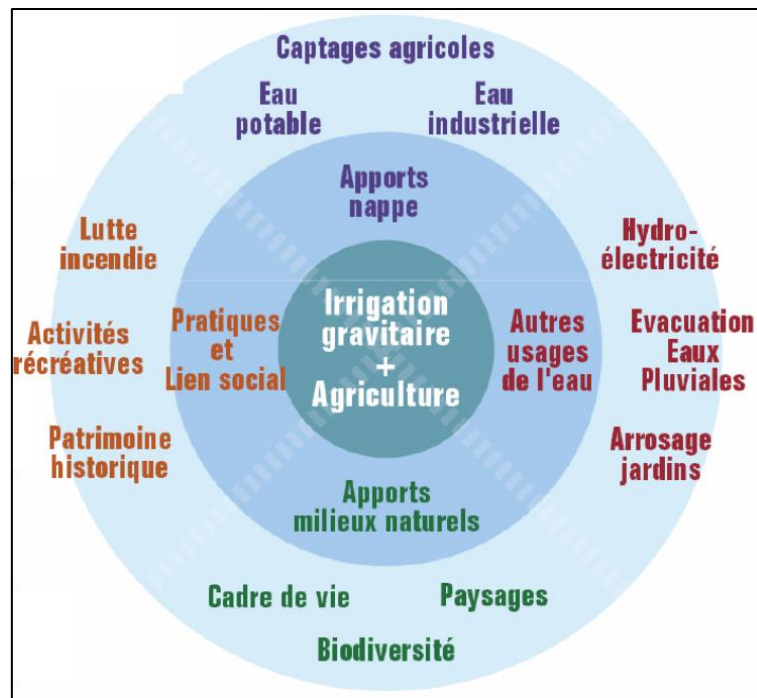 Captages agricoles
Eau
potable
Eau
industrielle
Apports
nappe
Lutte
incendie
Hydro-
électricité
Activités
récréatives
Pratiques
et
Lien social
Irrigation
gravitaire
+
Agriculture
Autres
usages
de l'eau
Evacuation
Eaux
Pluviales
Patrimoine
historique
Arrosage
jardins
Apports
milieux naturels
Cadre de vie
Paysages
Biodiversité